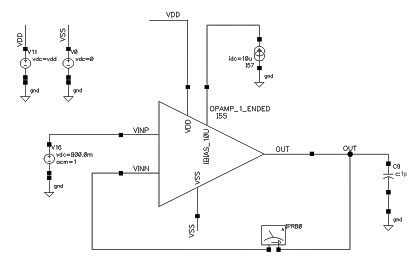 VDD
VDD
V11
vdc=vdd
gnd
VSS
V0
vdc=0
gnd
idc=10u
I57
gnd
OPAMP_1_ENDED
I55
VDD
IBIAS_10U
VINP
VINN
VSS
VSS
V16
vdc=800.0m
acm=1
gnd
OUT
OUT
C9
c:1p
gnd
IPRB0